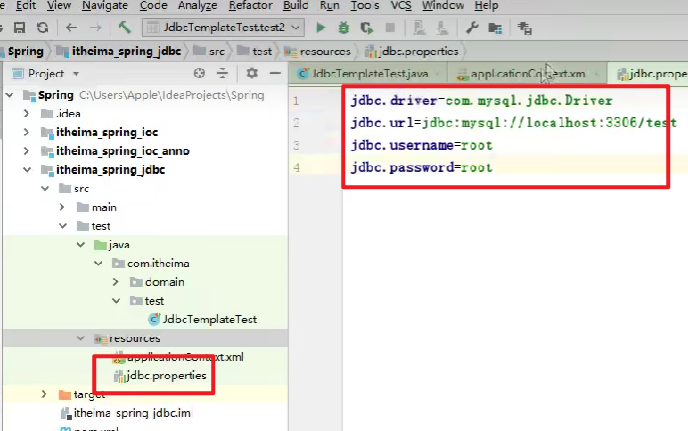 Edit View Navigate Code Analyze Refactor Build Run Tools VCS Window Help
JdbcTemplateTest.test2
Spring itheima_spring_jdbc src test resources jdbc.properties
Project
JdbcTemplateTest.java applicationContext.xm jdbc.prope
Spring C:\Users\Apple\IdeaProjects\Spring
.idea
itheima_spring_ioc
itheima_spring_ioc_anno
itheima_spring_jdbc
src
main
test
java
com.itheima
domain
test
JdbcTemplateTest
resources
applicationContext.xml
jdbc.properties
target
itheima_spring_jdbc.iml
1 jdbc.driver=com.mysql.jdbc.Driver
2 jdbc.url=jdbc:mysql://localhost:3306/test
3 jdbc.username=root
4 jdbc.password=root